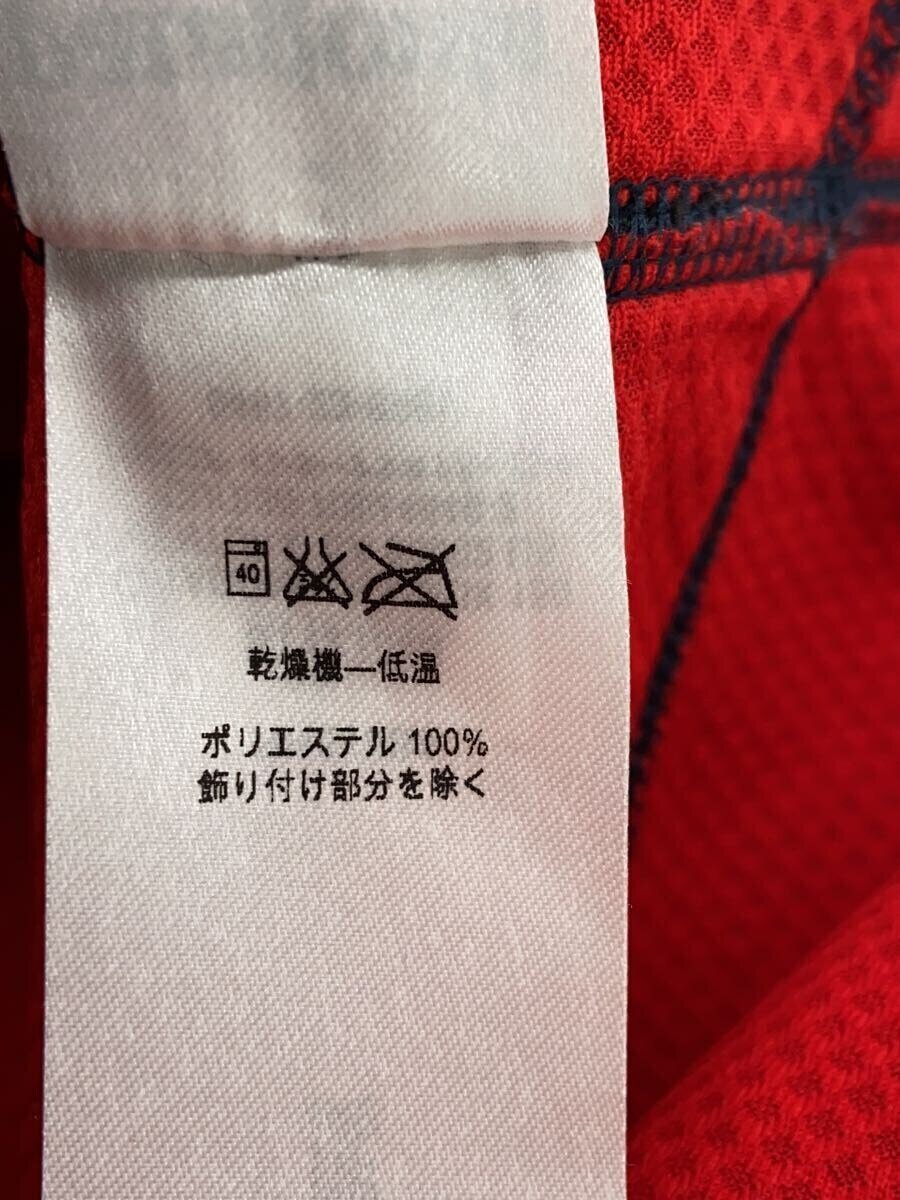 40
乾燥機—低温
ポリエステル 100%
飾り付け部分を除く